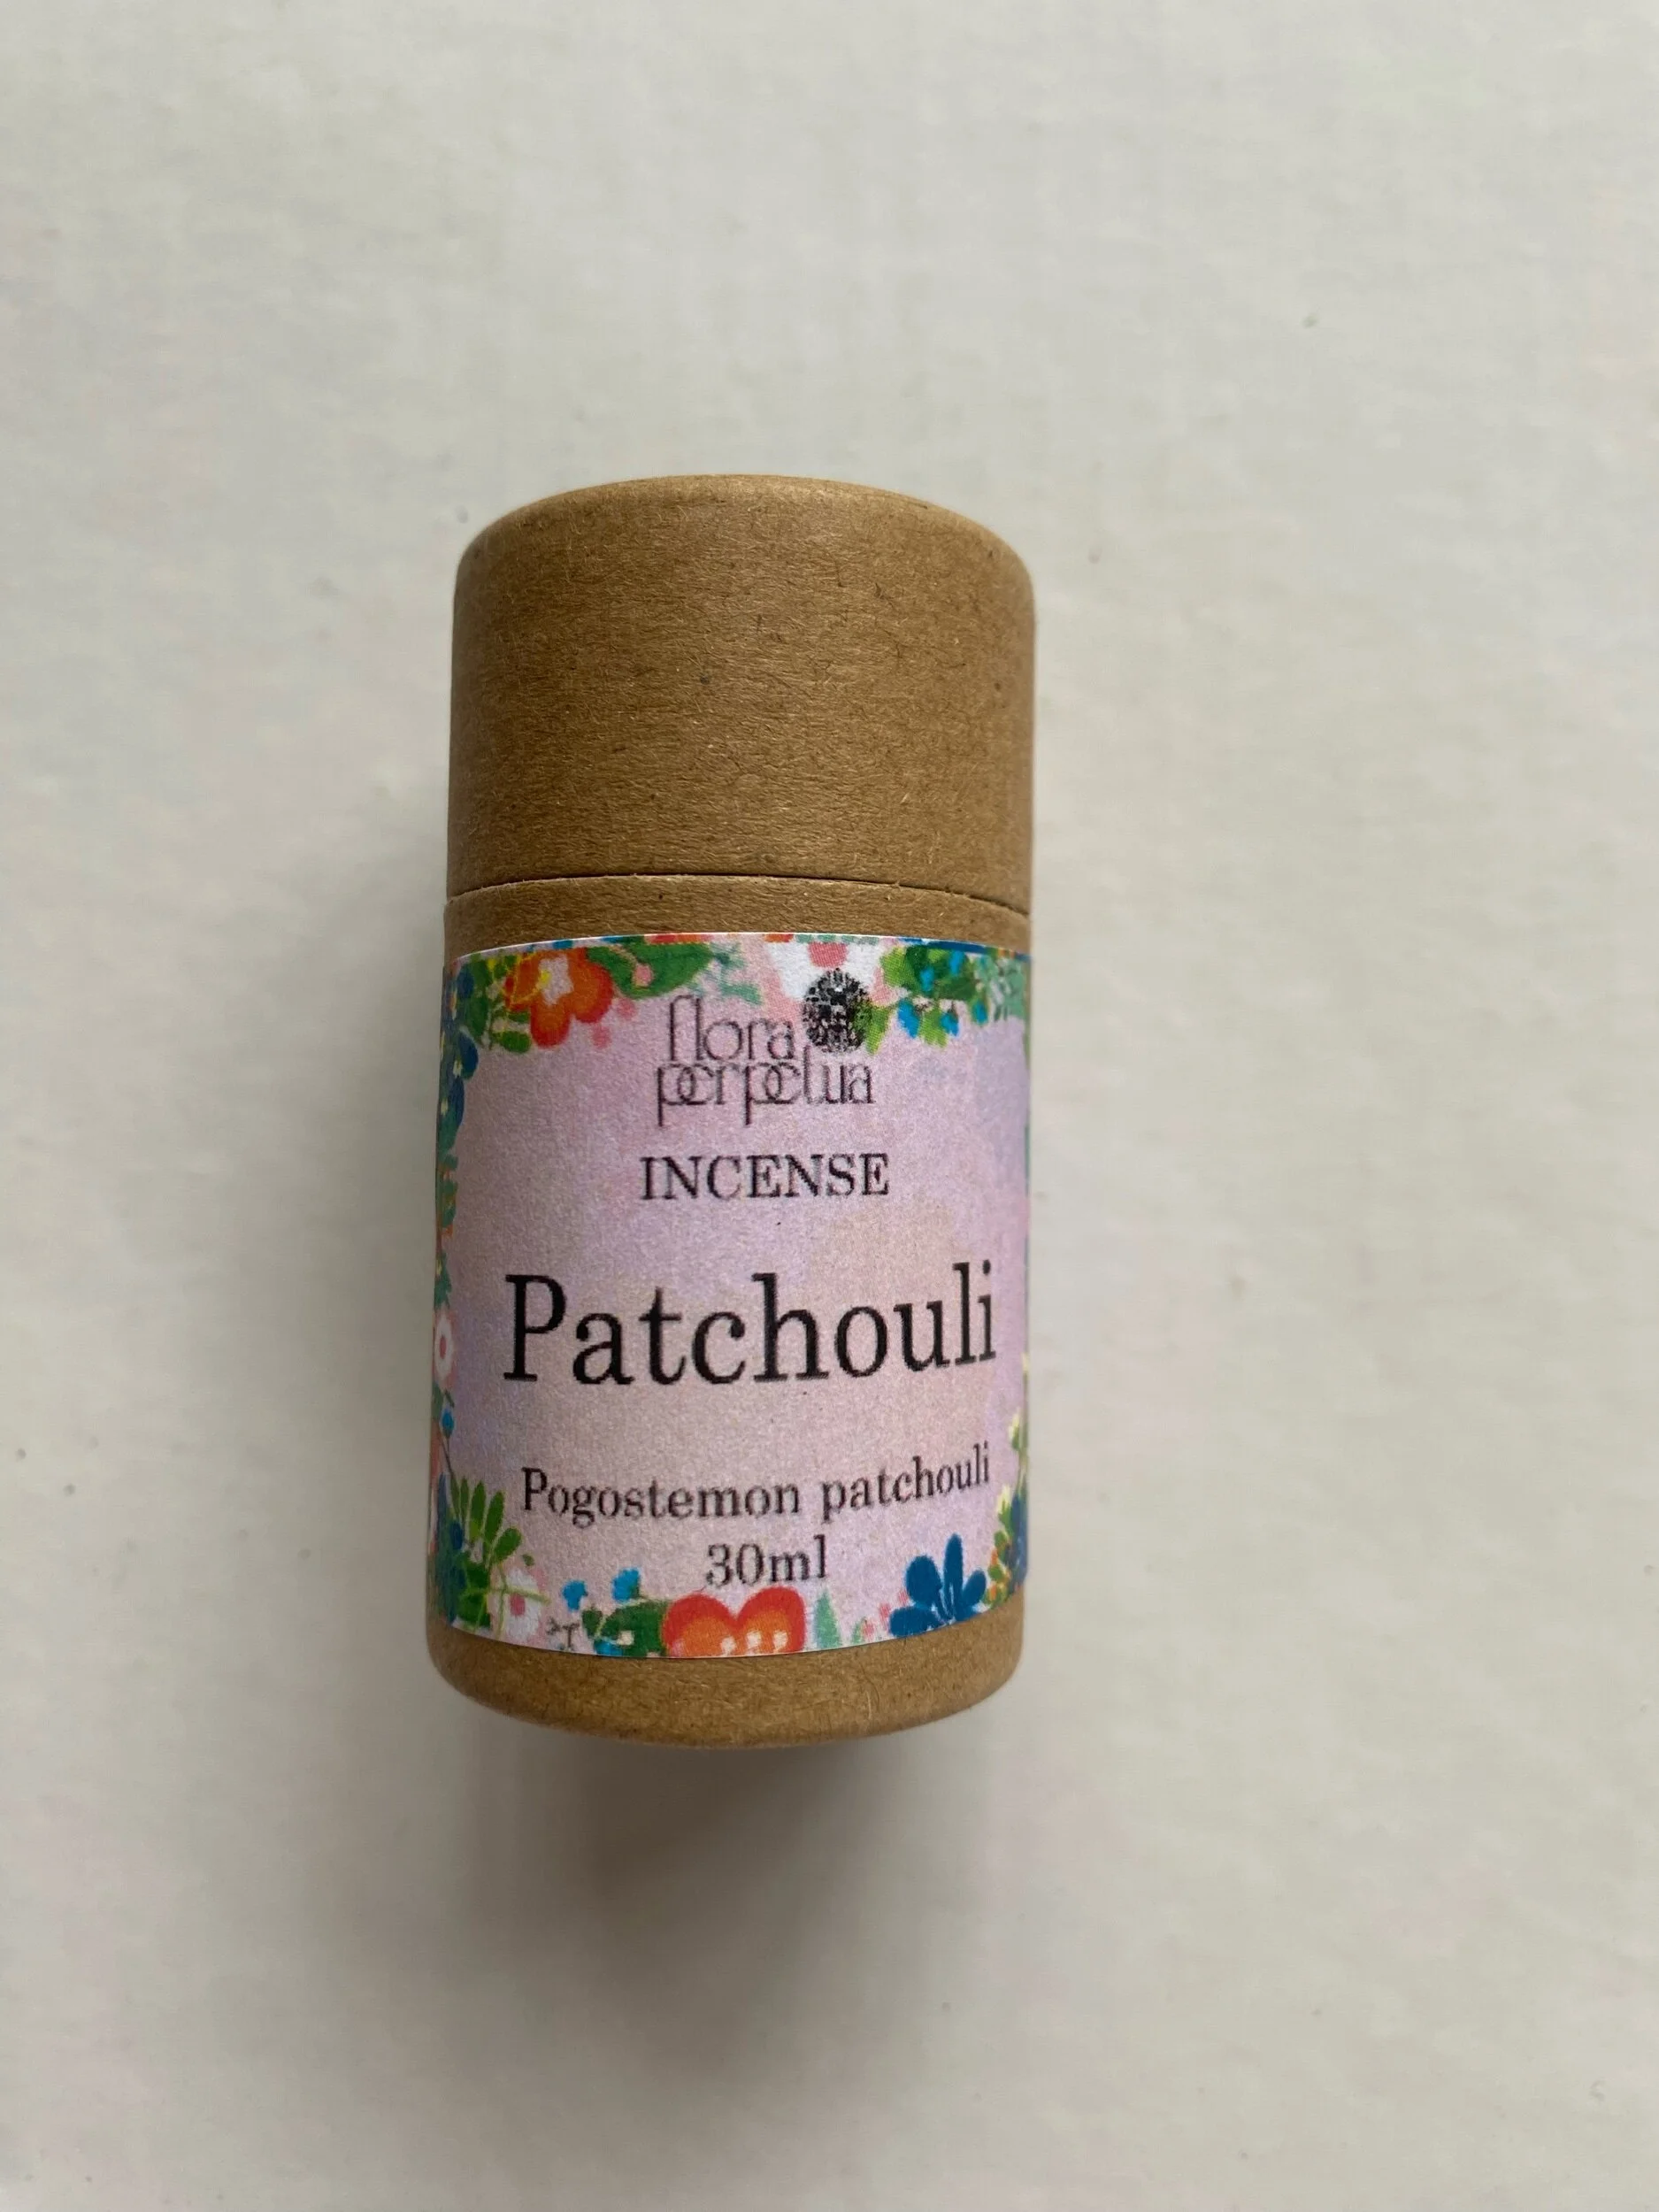 flora
perpetua
INCENSE
Patchouli
Pogostemon patchouli
30ml